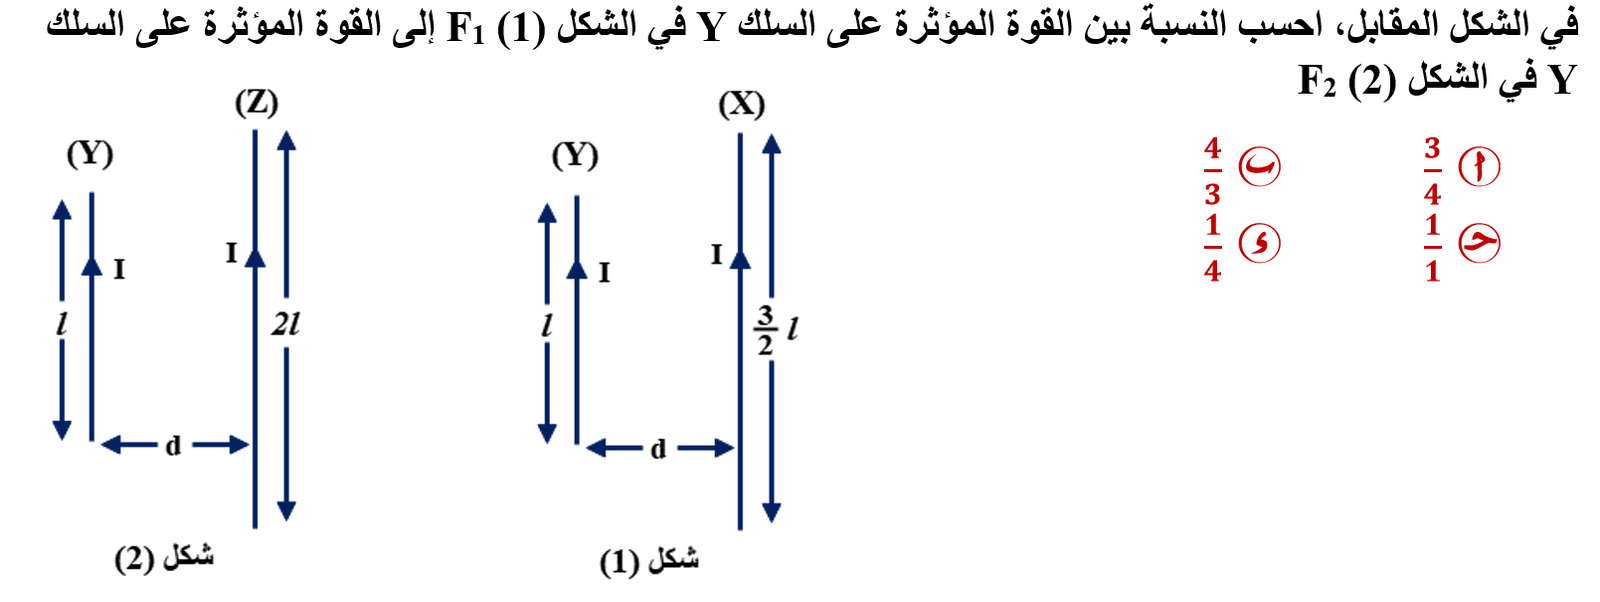 في الشكل المقابل، احسب النسبة بين القوة المؤثرة على السلك Y في الشكل (1) F₁ إلى القوة المؤثرة على السلك
Y في الشكل (2) F₂
أ 3/4
ب 4/3
ج 1/1
د 1/4
(X)
(Y)
I
I
l
3/2 l
d
شكل (1)
(Z)
(Y)
I
I
l
2l
d
شكل (2)